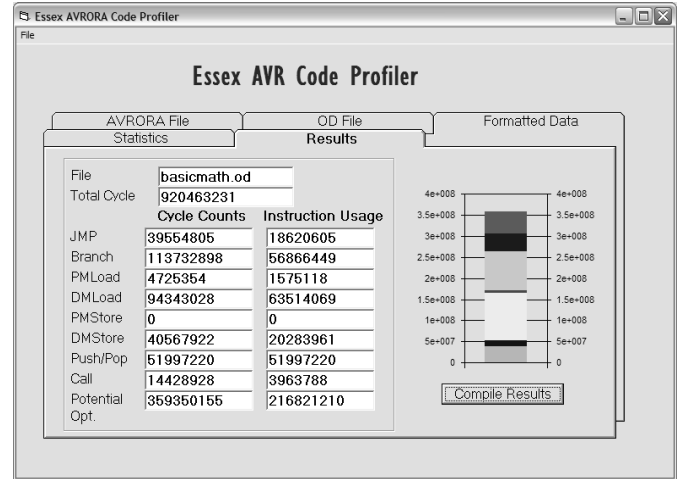 Essex AVRORA Code Profiler
File
Essex AVR Code Profiler
AVRORA File OD File Formatted Data
Statistics Results
File basicmath.od
Total Cycle 920463231
Cycle Counts Instruction Usage
JMP 39554805 18620605
Branch 113732898 56866449
PMLoad 4725354 1575118
DMLoad 94343028 63514069
PMStore 0 0
DMStore 40567922 20283961
Push/Pop 51997220 51997220
Call 14428928 3963788
Potential 359350155 216821210
Opt.
4e+008 4e+008
3.5e+008 3.5e+008
3e+008 3e+008
2.5e+008 2.5e+008
2e+008 2e+008
1.5e+008 1.5e+008
1e+008 1e+008
5e+007 5e+007
0 0
Compile Results